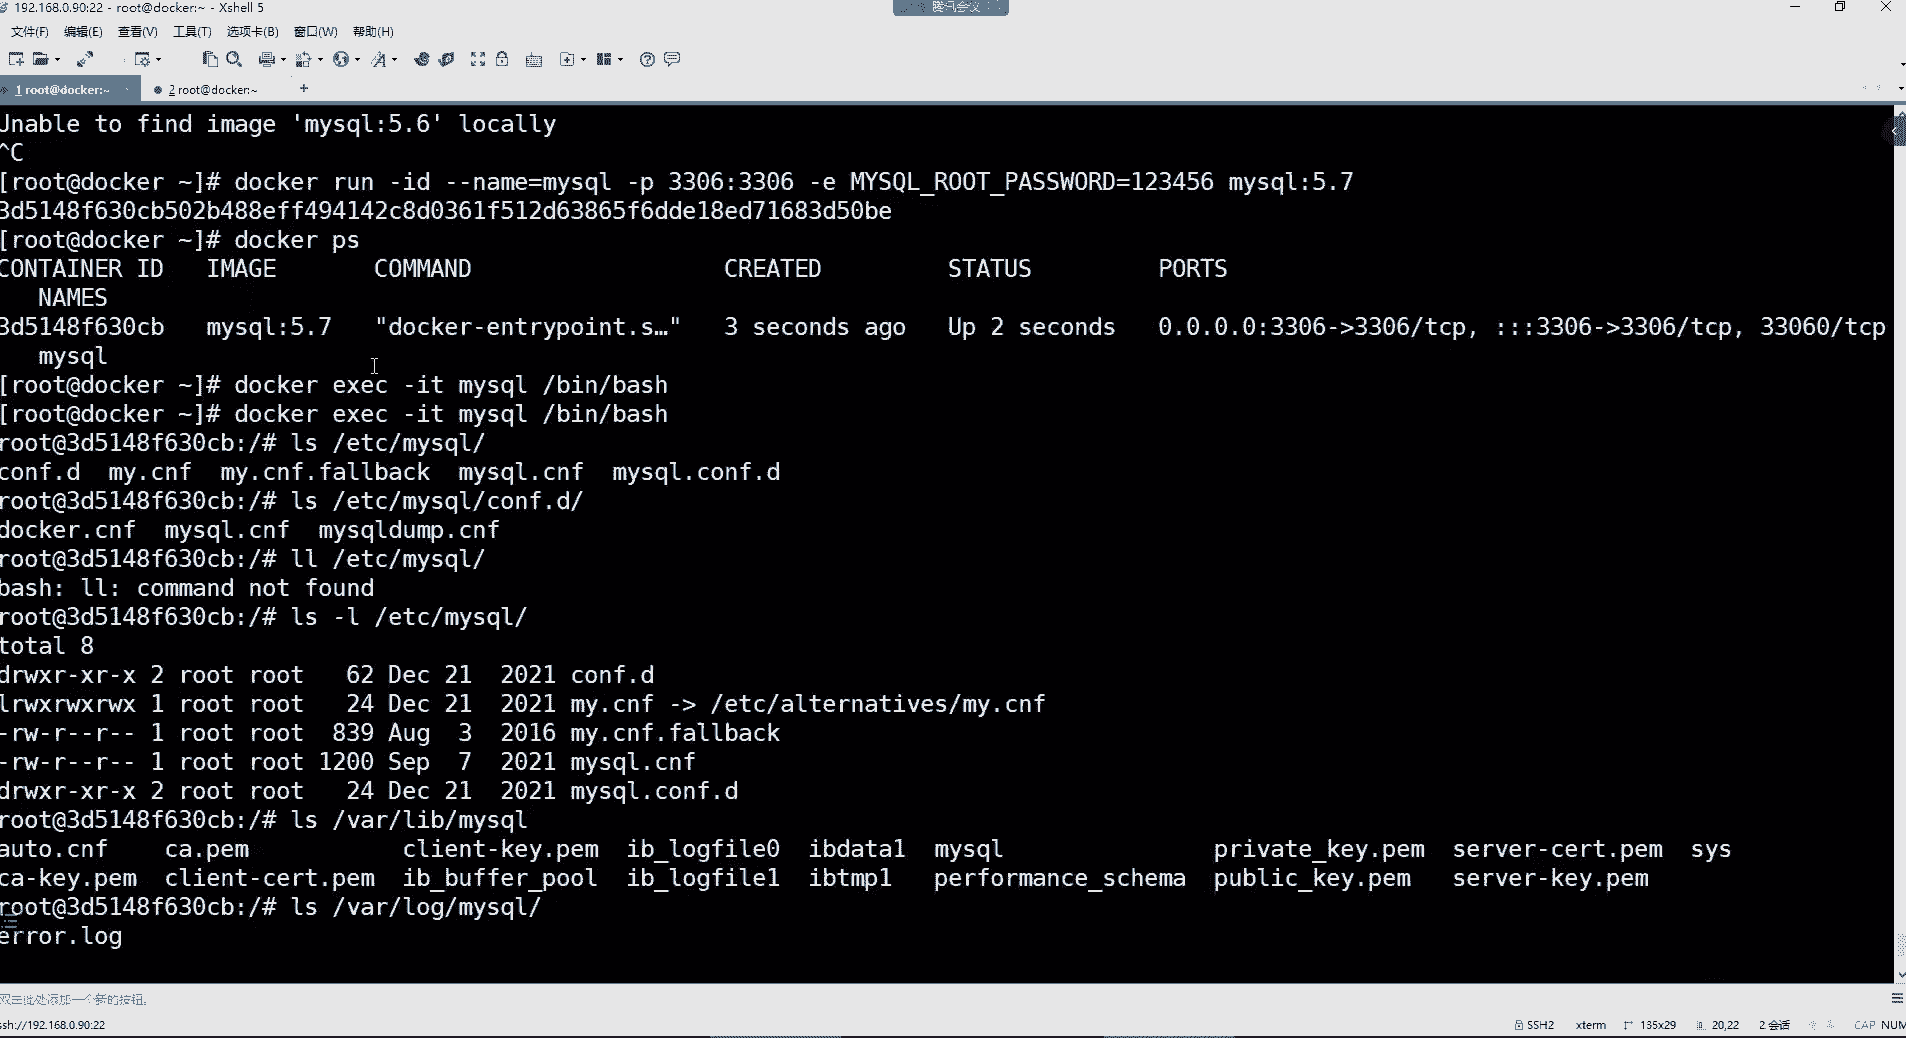 192.168.0.90:22 - root@docker:~ - Xshell 5
腾讯会议
文件(F) 编辑(E) 查看(V) 工具(T) 选项卡(B) 窗口(W) 帮助(H)
1 root@docker:~ 2 root@docker:~ +
Unable to find image 'mysql:5.6' locally
^C
[root@docker ~]# docker run -id --name=mysql -p 3306:3306 -e MYSQL_ROOT_PASSWORD=123456 mysql:5.7
3d5148f630cb502b488eff494142c8d0361f512d63865f6dde18ed71683d50be
[root@docker ~]# docker ps
CONTAINER ID IMAGE COMMAND CREATED STATUS PORTS
NAMES
3d5148f630cb mysql:5.7 "docker-entrypoint.s…" 3 seconds ago Up 2 seconds 0.0.0.0:3306->3306/tcp, :::3306->3306/tcp, 33060/tcp
mysql
[root@docker ~]# docker exec -it mysql /bin/bash
[root@docker ~]# docker exec -it mysql /bin/bash
root@3d5148f630cb:/# ls /etc/mysql/
conf.d my.cnf my.cnf.fallback mysql.cnf mysql.conf.d
root@3d5148f630cb:/# ls /etc/mysql/conf.d/
docker.cnf mysql.cnf mysqldump.cnf
root@3d5148f630cb:/# ll /etc/mysql/
bash: ll: command not found
root@3d5148f630cb:/# ls -l /etc/mysql/
total 8
drwxr-xr-x 2 root root 62 Dec 21 2021 conf.d
lrwxrwxrwx 1 root root 24 Dec 21 2021 my.cnf -> /etc/alternatives/my.cnf
-rw-r--r-- 1 root root 839 Aug 3 2016 my.cnf.fallback
-rw-r--r-- 1 root root 1200 Sep 7 2021 mysql.cnf
drwxr-xr-x 2 root root 24 Dec 21 2021 mysql.conf.d
root@3d5148f630cb:/# ls /var/lib/mysql
auto.cnf ca.pem client-key.pem ib_logfile0 ibdata1 mysql private_key.pem server-cert.pem sys
ca-key.pem client-cert.pem ib_buffer_pool ib_logfile1 ibtmp1 performance_schema public_key.pem server-key.pem
root@3d5148f630cb:/# ls /var/log/mysql/
error.log
双击此处添加一个新的按钮。
ssh://192.168.0.90:22 SSH2 xterm 135x29 20,22 2 会话 CAP NUM